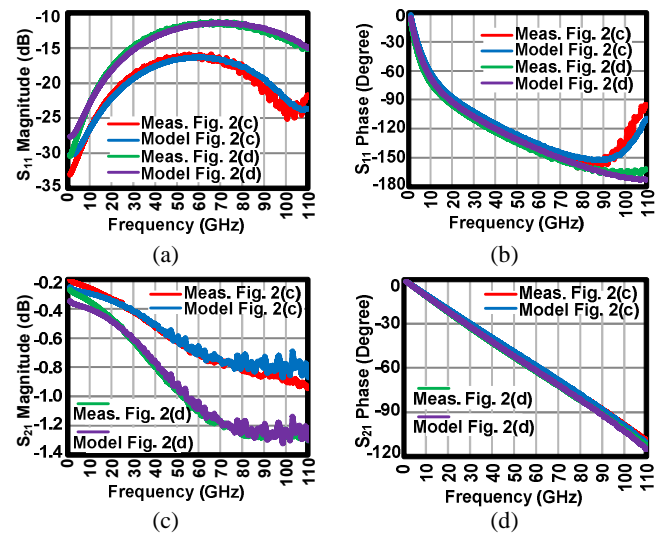 -10
-15
-20
-25
-30
-35
S11 Magnitude (dB)
Meas. Fig. 2(c)
Model Fig. 2(c)
Meas. Fig. 2(d)
Model Fig. 2(d)
0 10 20 30 40 50 60 70 80 90 100 110
Frequency (GHz)
(a)
0
-30
-60
-90
-120
-150
-180
S11 Phase (Degree)
Meas. Fig. 2(c)
Model Fig. 2(c)
Meas. Fig. 2(d)
Model Fig. 2(d)
0 10 20 30 40 50 60 70 80 90 100 110
Frequency (GHz)
(b)
-0.2
-0.4
-0.6
-0.8
-1.0
-1.2
-1.4
S21 Magnitude (dB)
Meas. Fig. 2(c)
Model Fig. 2(c)
Meas. Fig. 2(d)
Model Fig. 2(d)
0 10 20 30 40 50 60 70 80 90 100 110
Frequency (GHz)
(c)
0
-30
-60
-90
-120
S21 Phase (Degree)
Meas. Fig. 2(c)
Model Fig. 2(c)
Meas. Fig. 2(d)
Model Fig. 2(d)
0 10 20 30 40 50 60 70 80 90 100 110
Frequency (GHz)
(d)